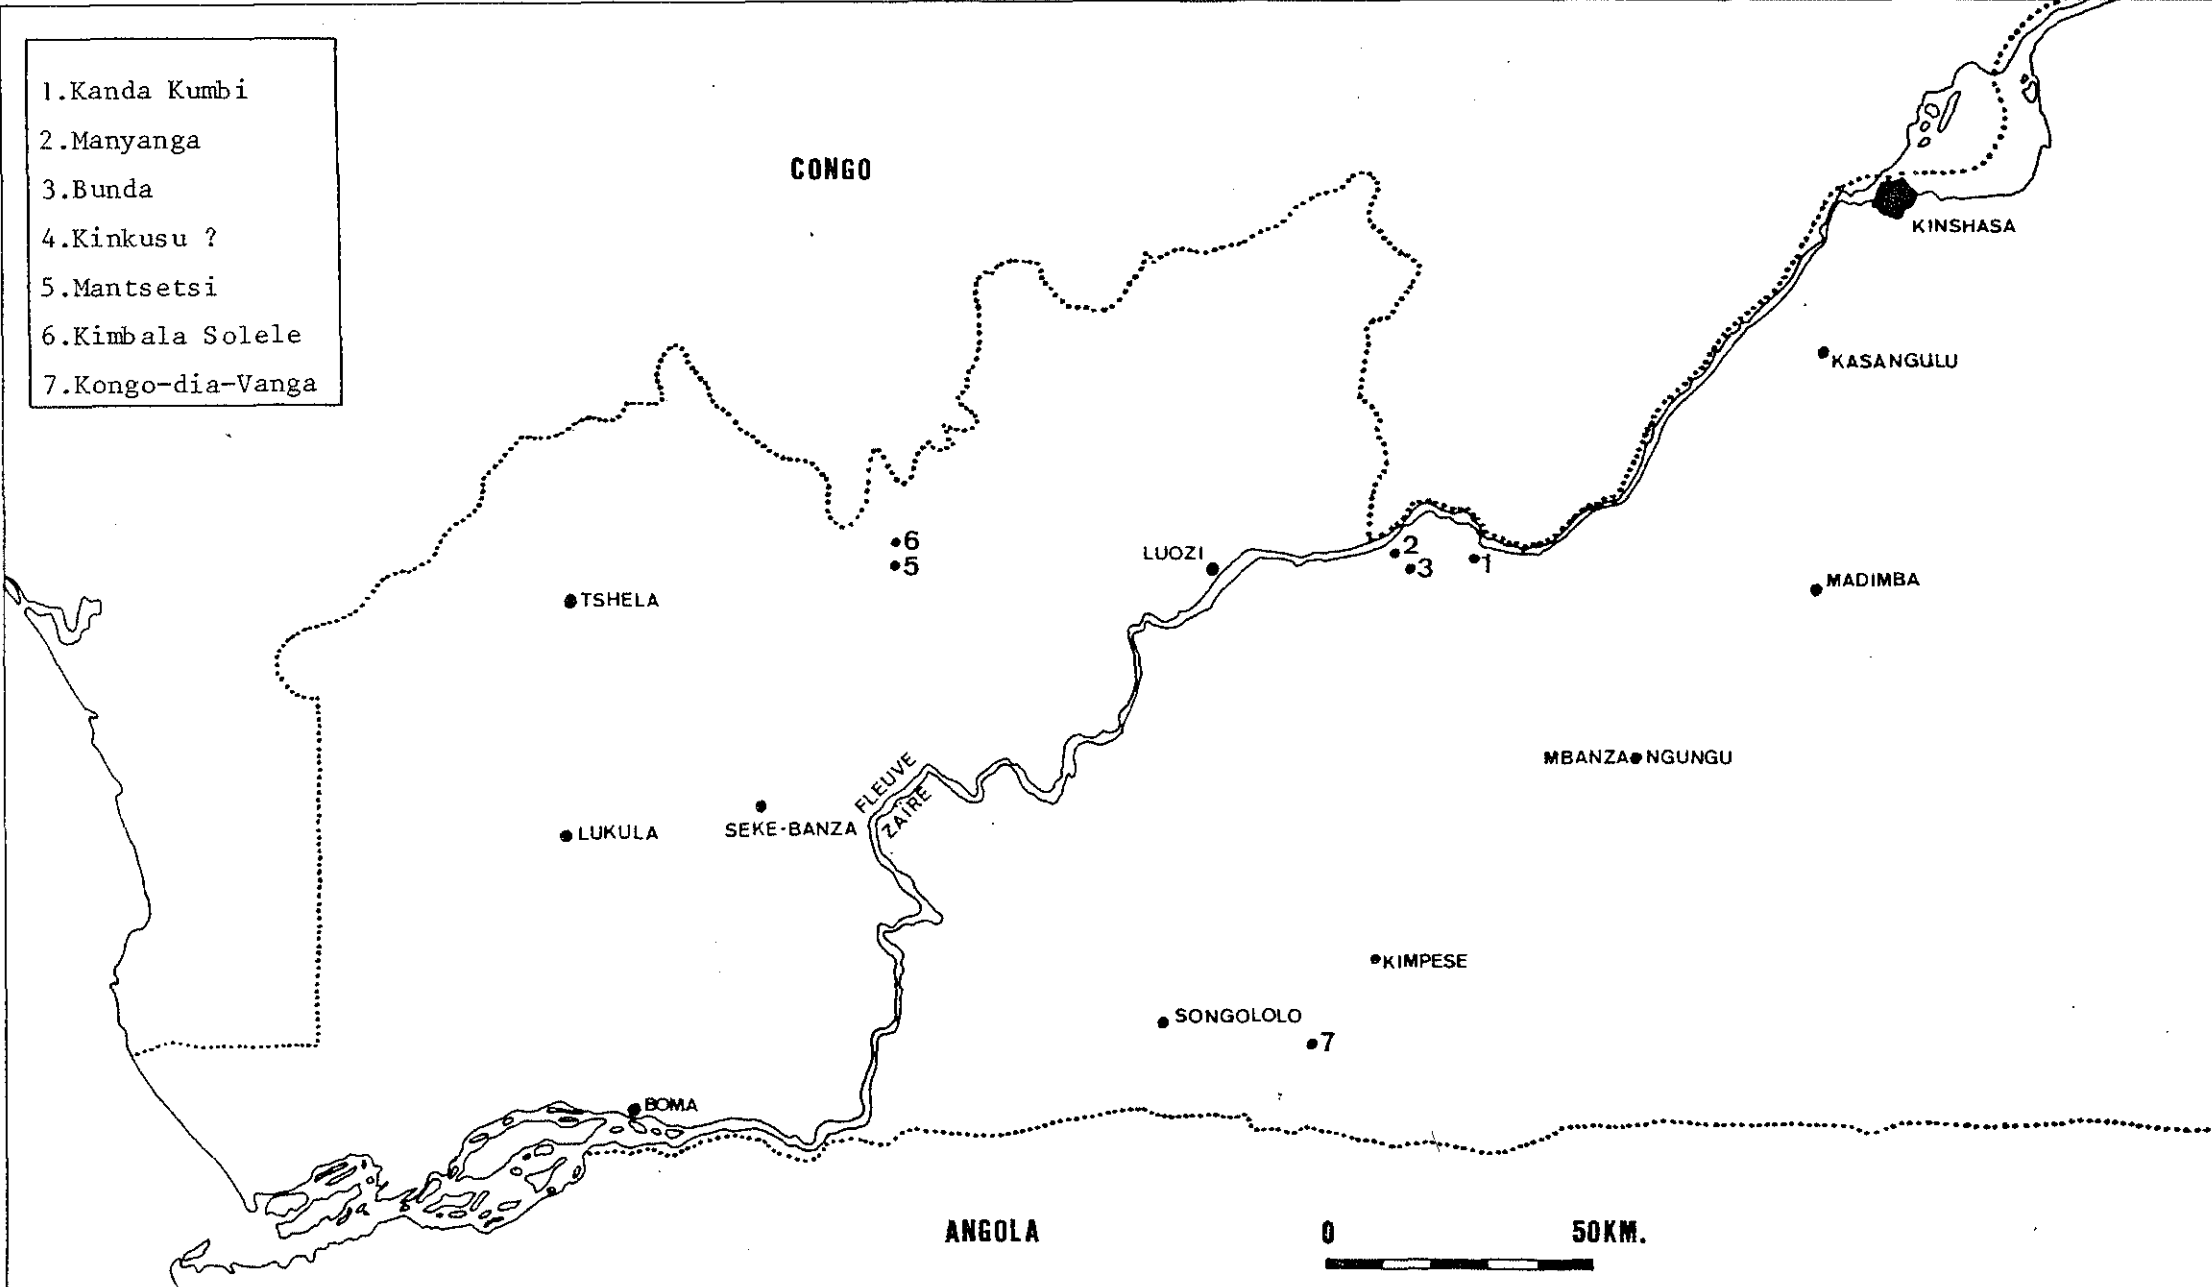 1.Kanda Kumbi
2.Manyanga
3.Bunda
4.Kinkusu ?
5.Mantsetsi
6.Kimbala Solele
7.Kongo-dia-Vanga
CONGO
KINSHASA
KASANGULU
6
5
LUOZI
2
3
1
TSHELA
MADIMBA
MBANZA NGUNGU
FLEUVE
ZAÏRE
LUKULA
SEKE-BANZA
KIMPESE
SONGOLOLO
7
BOMA
ANGOLA
0 50KM.